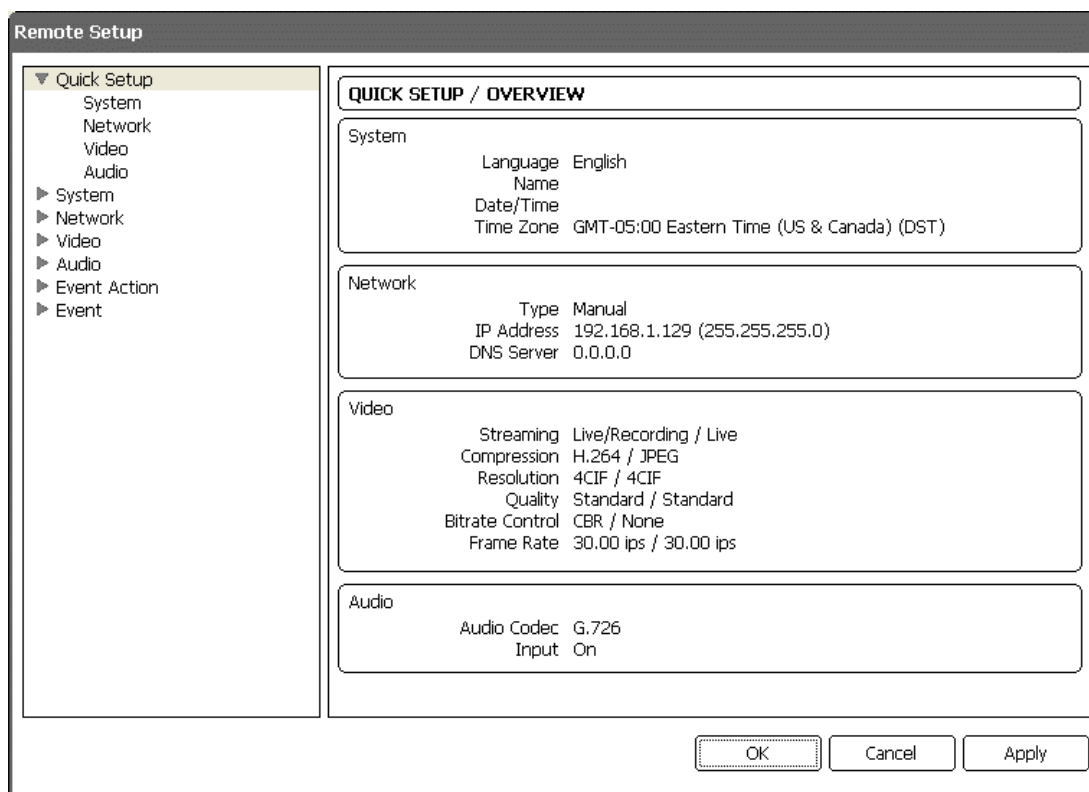 Remote Setup
Quick Setup
System
Network
Video
Audio
System
Network
Video
Audio
Event Action
Event
QUICK SETUP / OVERVIEW
System
Language English
Name
Date/Time
Time Zone GMT-05:00 Eastern Time (US & Canada) (DST)
Network
Type Manual
IP Address 192.168.1.129 (255.255.255.0)
DNS Server 0.0.0.0
Video
Streaming Live/Recording / Live
Compression H.264 / JPEG
Resolution 4CIF / 4CIF
Quality Standard / Standard
Bitrate Control CBR / None
Frame Rate 30.00 ips / 30.00 ips
Audio
Audio Codec G.726
Input On
OK Cancel Apply